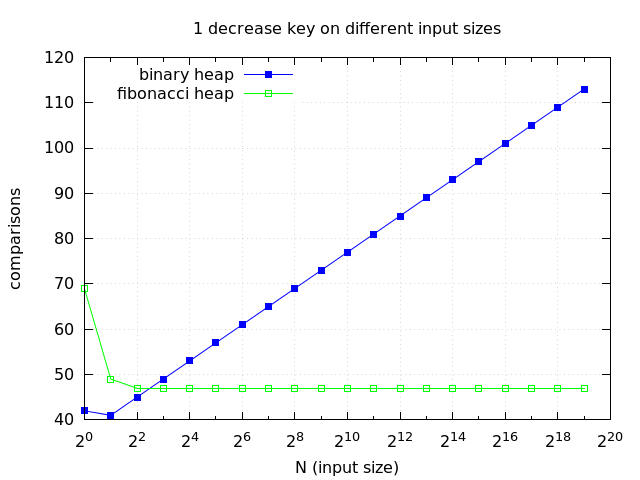 1 decrease key on different input sizes
120
110
100
90
80
70
60
50
40
comparisons
binary heap
fibonacci heap
2^0 2^2 2^4 2^6 2^8 2^10 2^12 2^14 2^16 2^18 2^20
N (input size)